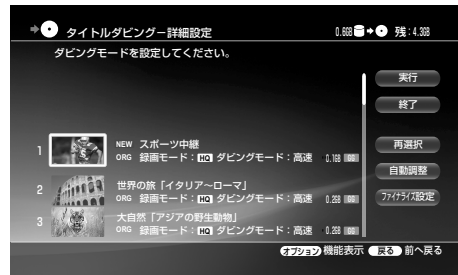 タイトルダビングー詳細設定 0.6GB 残:4.3GB
ダビングモードを設定してください。
実行
終了
再選択
自動調整
ファイナライズ設定
1 NEW スポーツ中継
ORG 録画モード:HQ ダビングモード:高速 0.1GB
2 世界の旅「イタリア〜ローマ」
ORG 録画モード:HQ ダビングモード:高速 0.2GB
3 大自然「アジアの野生動物」
ORG 録画モード:HQ ダビングモード:高速 0.2GB
オプション 機能表示 戻る 前へ戻る